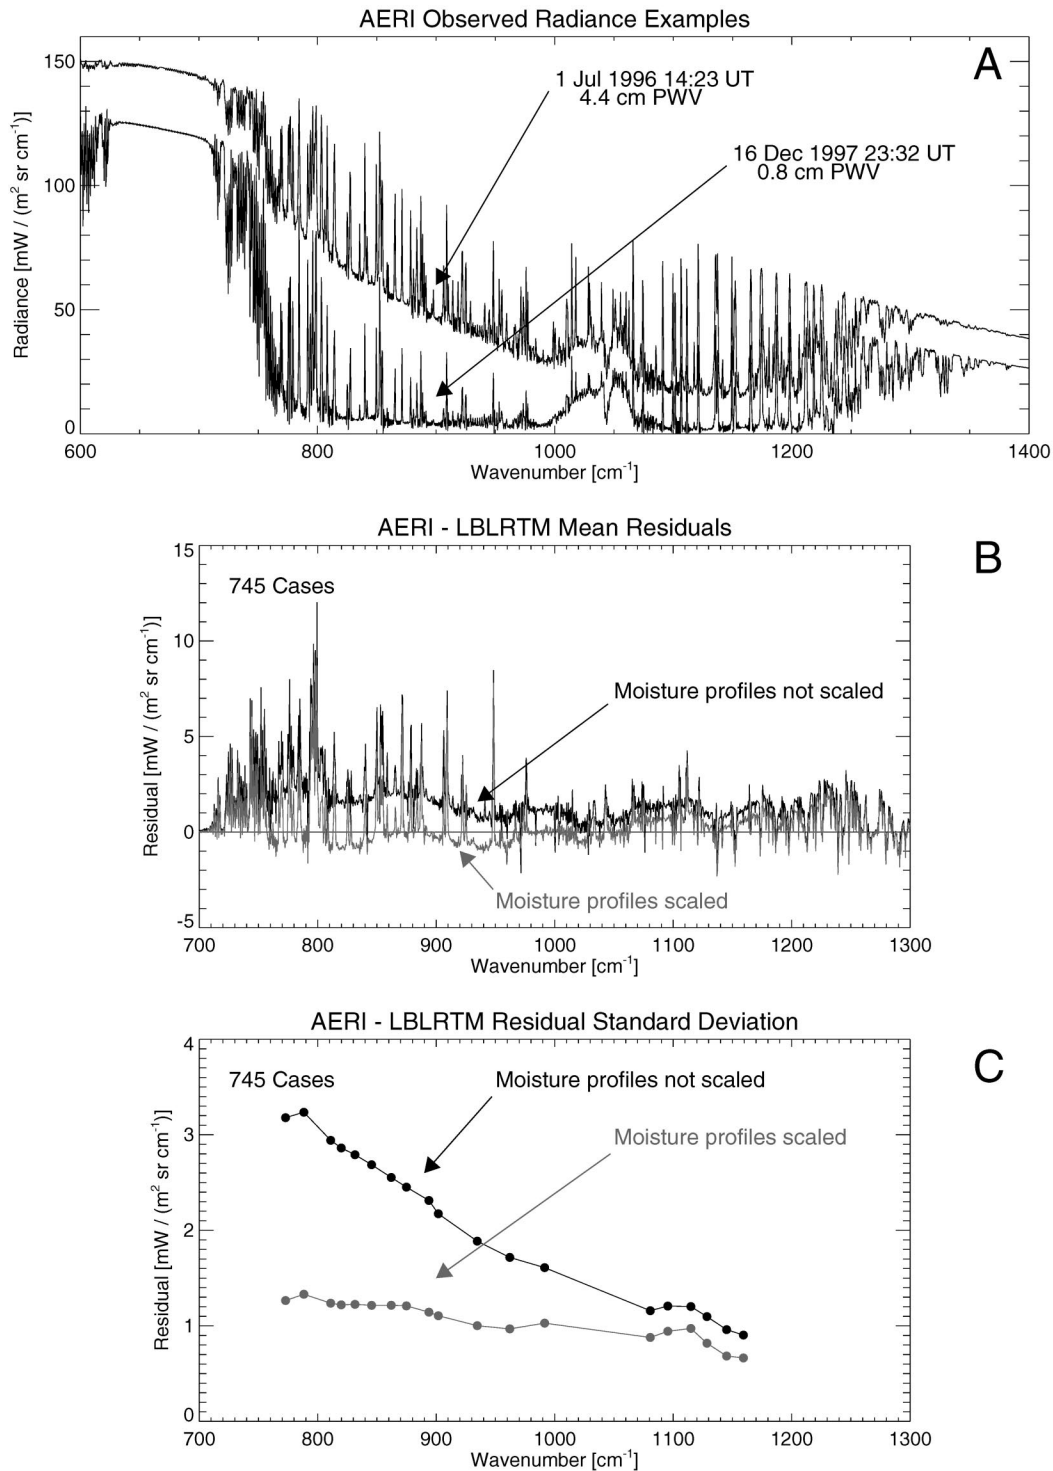 AERI Observed Radiance Examples
A
150
100
50
0
Radiance [mW / (m² sr cm⁻¹)]
1 Jul 1996 14:23 UT
4.4 cm PWV
16 Dec 1997 23:32 UT
0.8 cm PWV
600 800 1000 1200 1400
Wavenumber [cm⁻¹]
AERI - LBLRTM Mean Residuals
B
15
10
5
0
-5
Residual [mW / (m² sr cm⁻¹)]
745 Cases
Moisture profiles not scaled
Moisture profiles scaled
700 800 900 1000 1100 1200 1300
Wavenumber [cm⁻¹]
AERI - LBLRTM Residual Standard Deviation
C
4
3
2
1
0
Residual [mW / (m² sr cm⁻¹)]
745 Cases
Moisture profiles not scaled
Moisture profiles scaled
700 800 900 1000 1100 1200 1300
Wavenumber [cm⁻¹]